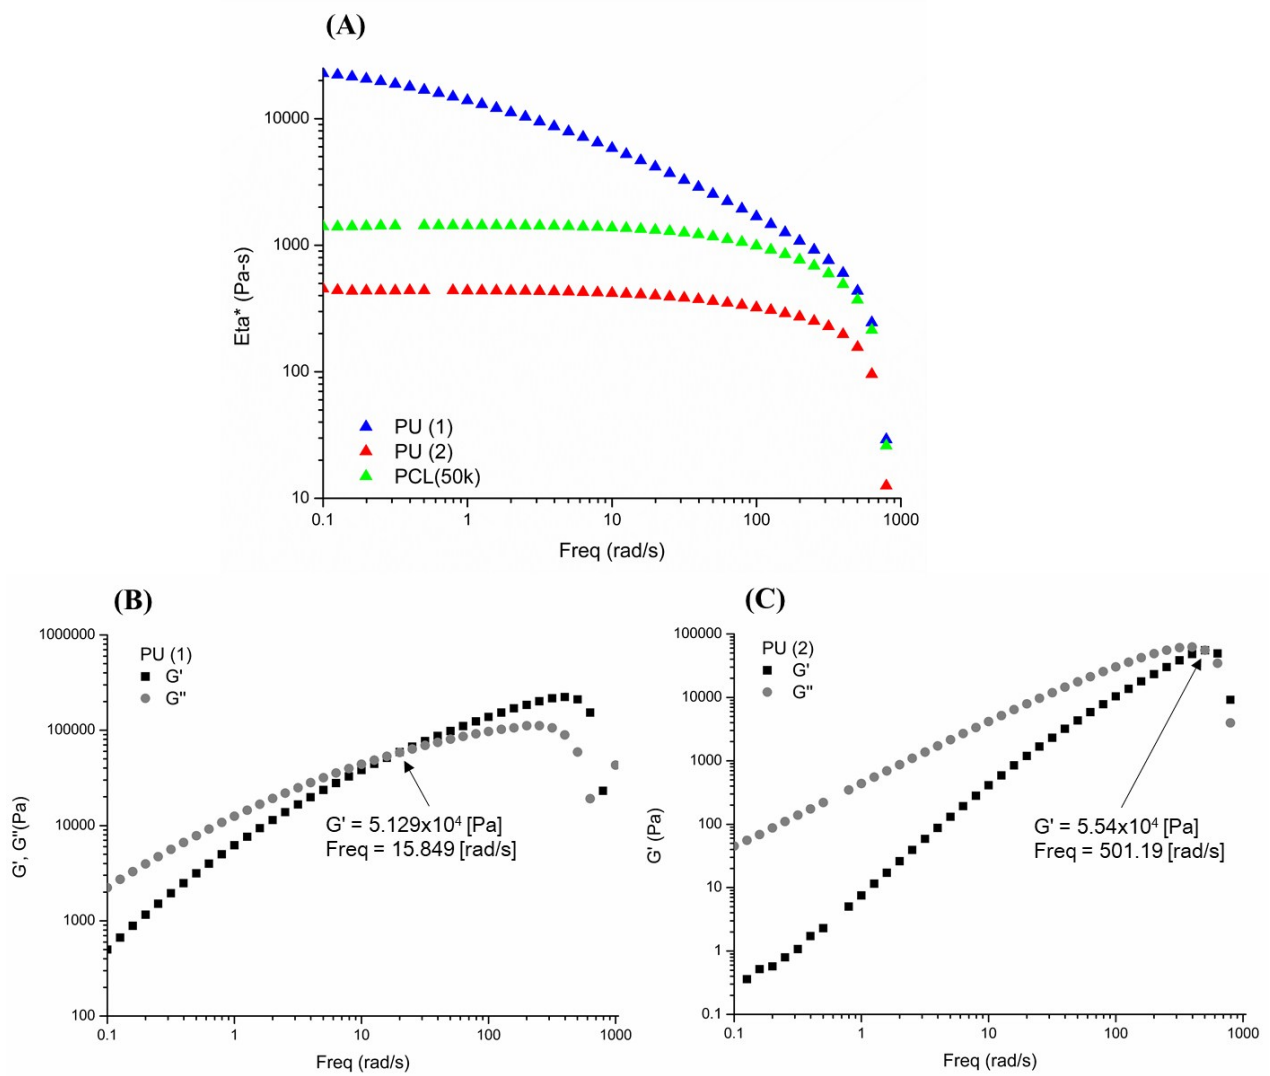 (A)
10000
1000
100
10
Eta* (Pa-s)
PU (1)
PU (2)
PCL(50k)
0.1 1 10 100 1000
Freq (rad/s)
(B)
1000000
100000
10000
1000
100
G', G''(Pa)
PU (1)
G'
G''
G' = 5.129x10⁴ [Pa]
Freq = 15.849 [rad/s]
0.1 1 10 100 1000
Freq (rad/s)
(C)
100000
10000
1000
100
10
1
0.1
G' (Pa)
PU (2)
G'
G''
G' = 5.54x10⁴ [Pa]
Freq = 501.19 [rad/s]
0.1 1 10 100 1000
Freq (rad/s)